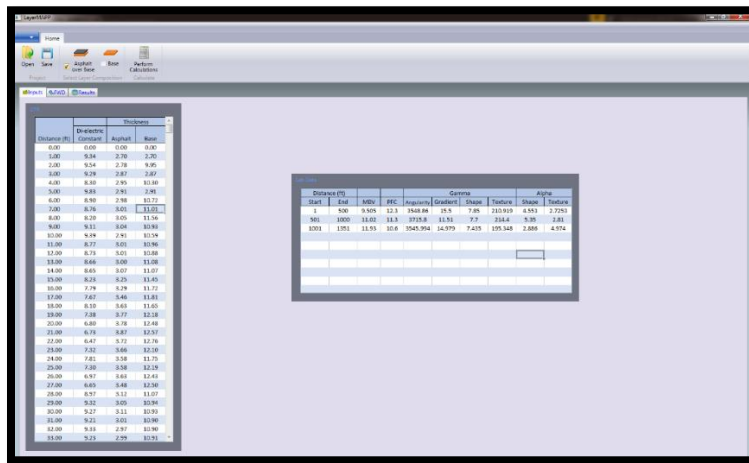 LayerMAPP
Home
Open Save Asphalt over Base Base Perform Calculations
Project Select Layer Composition Calculate
Inputs FWD Results
Thickness
Distance (ft) Di-electric Constant Asphalt Base
0.00 0.00 0.00 0.00
1.00 9.34 2.70 2.70
2.00 9.54 2.78 9.95
3.00 9.29 2.87 2.87
4.00 8.30 2.95 10.30
5.00 9.83 2.91 2.91
6.00 8.90 2.98 10.72
7.00 8.76 3.01 11.01
8.00 8.20 3.05 11.56
9.00 9.11 3.04 10.93
10.00 9.39 2.91 10.59
11.00 8.77 3.01 10.96
12.00 8.73 3.01 10.88
13.00 8.66 3.00 11.08
14.00 8.65 3.07 11.07
15.00 8.23 3.25 11.45
16.00 7.79 3.29 11.72
17.00 7.67 3.46 11.81
18.00 8.10 3.63 11.65
19.00 7.38 3.77 12.18
20.00 6.80 3.78 12.48
21.00 6.73 3.87 12.57
22.00 6.47 3.72 12.76
23.00 7.32 3.66 12.10
24.00 7.81 3.58 11.75
25.00 7.30 3.58 12.19
26.00 6.97 3.63 12.43
27.00 6.65 3.48 12.50
28.00 8.97 3.12 11.07
29.00 9.32 3.05 10.94
30.00 9.27 3.11 10.93
31.00 9.21 3.01 10.90
32.00 9.33 2.97 10.90
33.00 9.23 2.99 10.91
Distance (ft) Gamma Alpha
Start End MDV PFC Angularity Gradient Shape Texture Shape Texture
1 500 9.505 12.3 3548.86 15.5 7.85 210.919 4.551 2.7253
501 1000 11.02 11.3 3715.8 11.51 7.7 214.4 5.35 2.81
1001 1351 11.93 10.8 3545.994 14.979 7.435 195.348 2.886 4.974